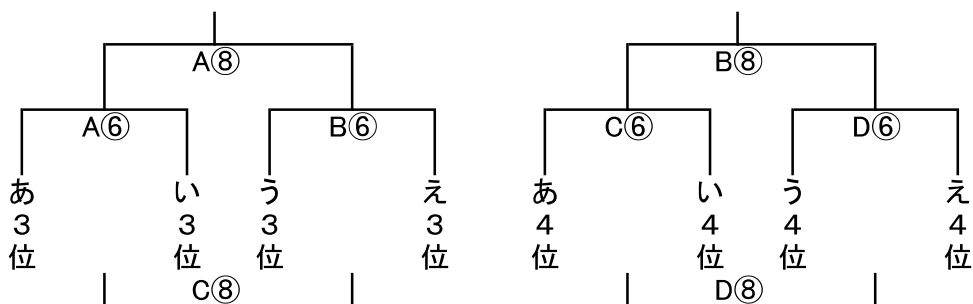 A⑧ B⑧
A⑥ B⑥ C⑥ D⑥
あ3位 い3位 う3位 え3位 あ4位 い4位 う4位 え4位
C⑧ D⑧